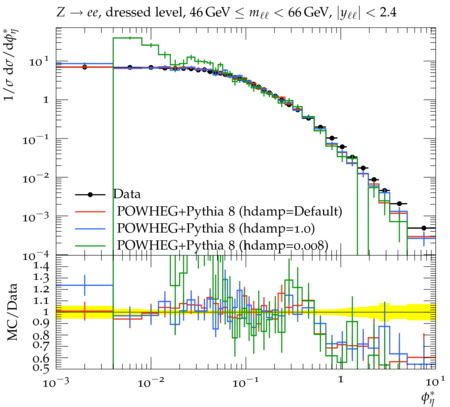 Z → ee, dressed level, 46 GeV ≤ m_ℓℓ < 66 GeV, |y_ℓℓ| < 2.4
1/σ dσ/dφ*_η
10^1
1
10^−1
10^−2
10^−3
10^−4
Data
POWHEG+Pythia 8 (hdamp=Default)
POWHEG+Pythia 8 (hdamp=1.0)
POWHEG+Pythia 8 (hdamp=0.008)
MC/Data
1.4
1.3
1.2
1.1
1
0.9
0.8
0.7
0.6
0.5
10^−3 10^−2 10^−1 1 10^1
φ*_η